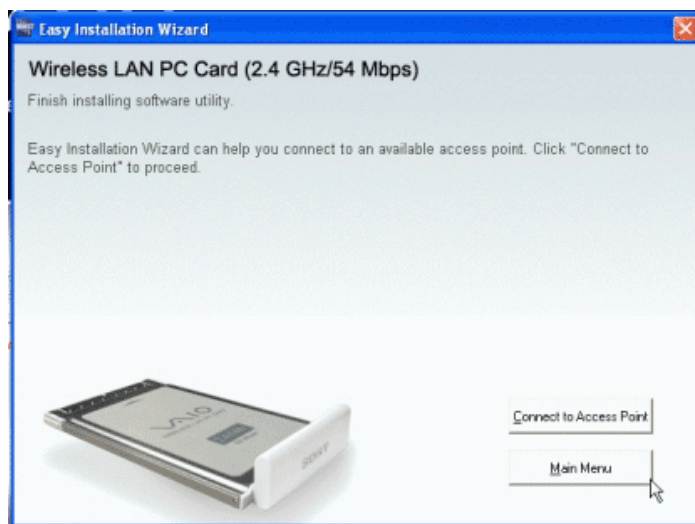 Easy Installation Wizard
Wireless LAN PC Card (2.4 GHz/54 Mbps)
Finish installing software utility.
Easy Installation Wizard can help you connect to an available access point. Click "Connect to
Access Point" to proceed.
VAIO
SONY
Connect to Access Point
Main Menu